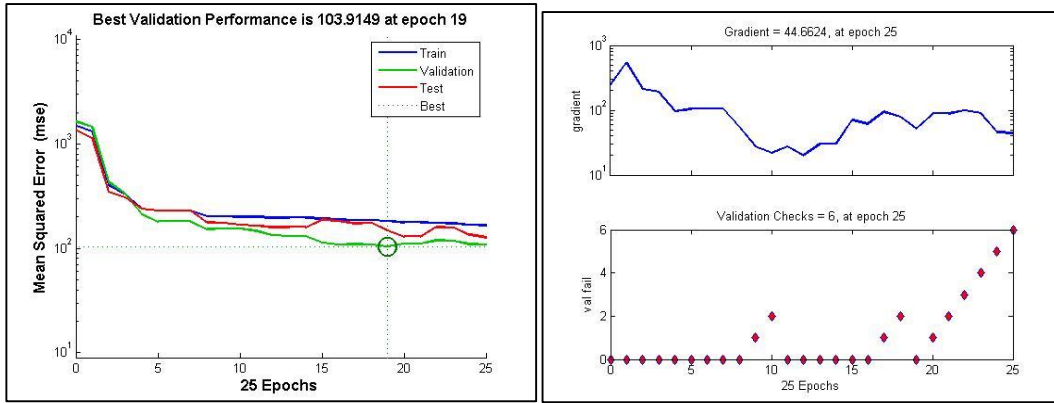 Best Validation Performance is 103.9149 at epoch 19
10^4
10^3
10^2
10^1
Mean Squared Error (mse)
Train
Validation
Test
Best
0 5 10 15 20 25
25 Epochs
Gradient = 44.6624, at epoch 25
10^3
10^2
10^1
gradient
Validation Checks = 6, at epoch 25
6
4
2
0
val fail
0 5 10 15 20 25
25 Epochs